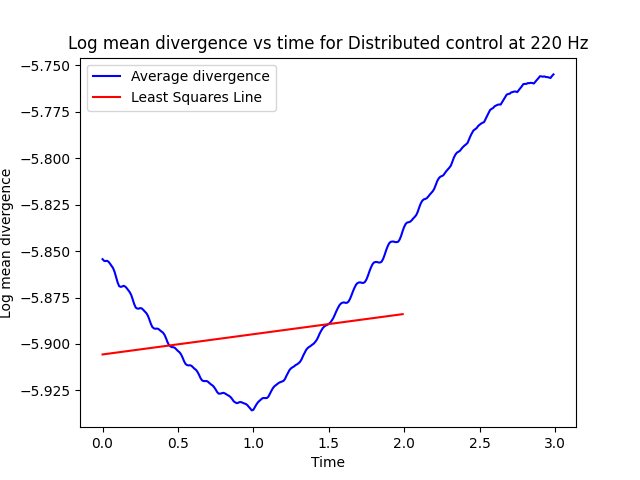 Log mean divergence vs time for Distributed control at 220 Hz
Average divergence
Least Squares Line
Log mean divergence
−5.750
−5.775
−5.800
−5.825
−5.850
−5.875
−5.900
−5.925
0.0 0.5 1.0 1.5 2.0 2.5 3.0
Time